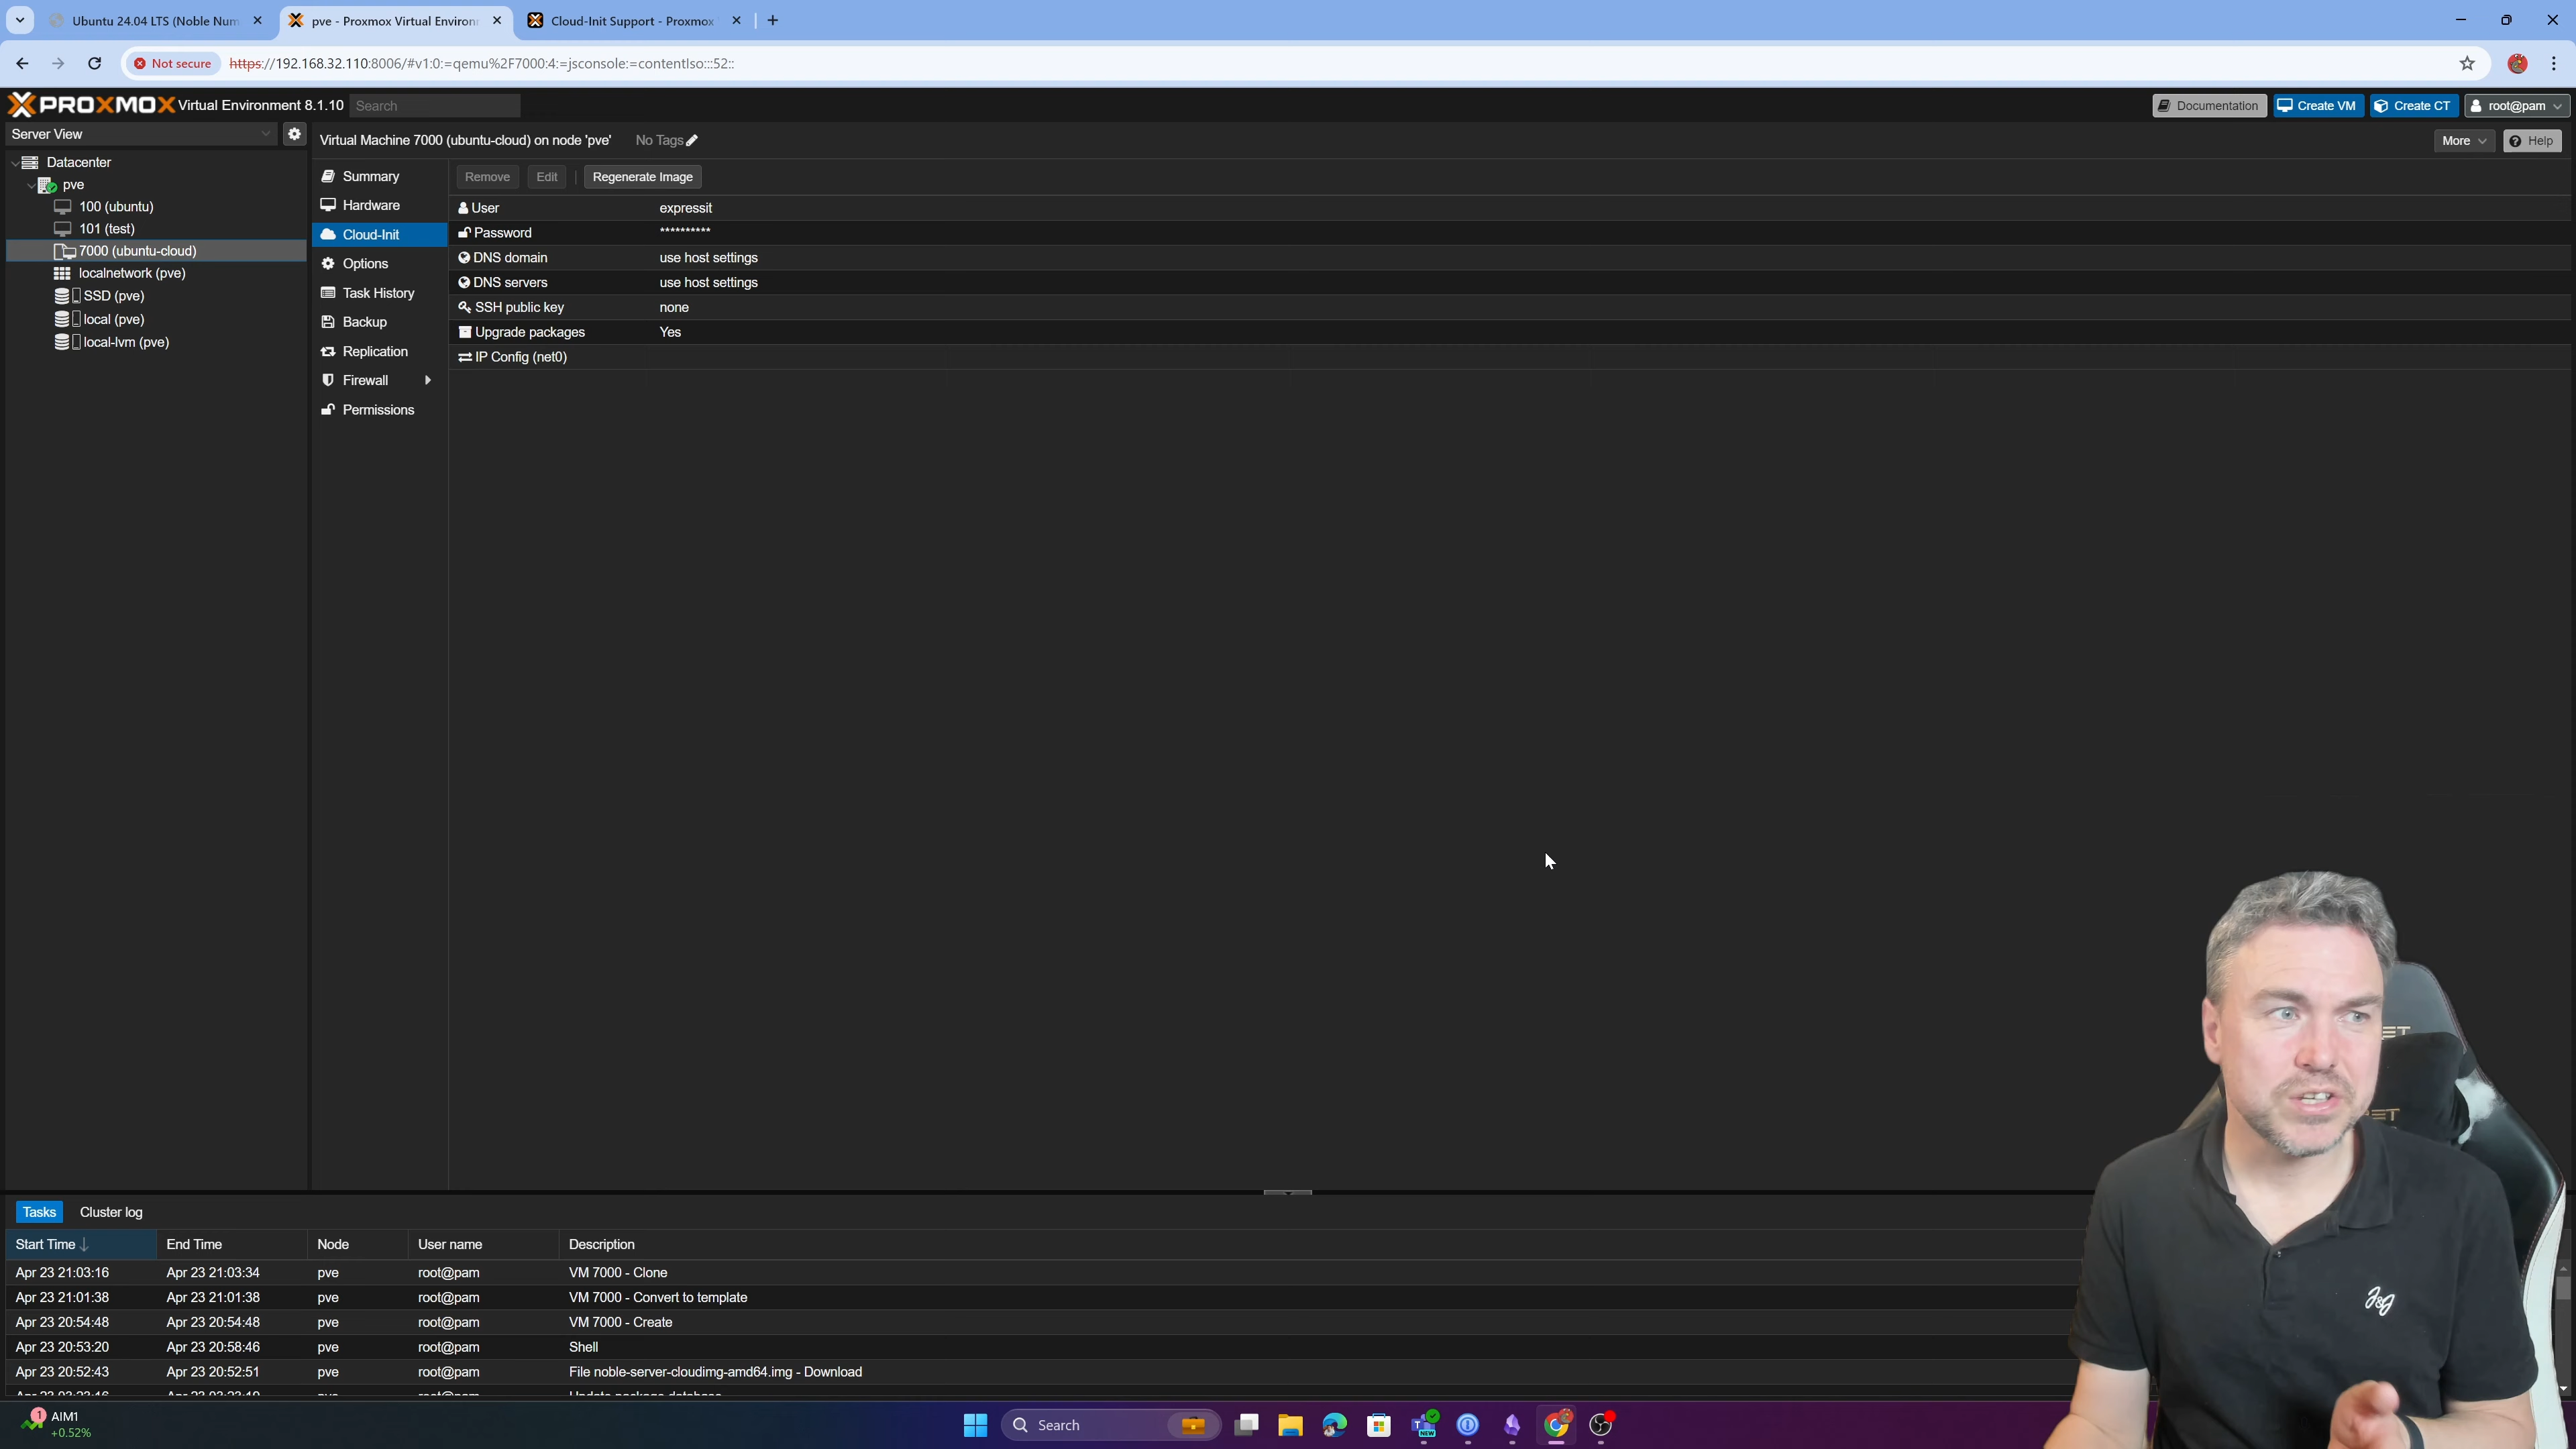 Ubuntu 24.04 LTS (Noble Num
pve - Proxmox Virtual Environr
Cloud-Init Support - Proxmox
Not secure
https://192.168.32.110:8006/#v1:0:=qemu%2F7000:4:=jsconsole:=contentIso:::52::
PROXMOX Virtual Environment 8.1.10
Search
Documentation
Create VM
Create CT
root@pam
Server View
Virtual Machine 7000 (ubuntu-cloud) on node 'pve'
No Tags
More
Help
Datacenter
pve
100 (ubuntu)
101 (test)
7000 (ubuntu-cloud)
localnetwork (pve)
SSD (pve)
local (pve)
local-lvm (pve)
Summary
Hardware
Cloud-Init
Options
Task History
Backup
Replication
Firewall
Permissions
Remove
Edit
Regenerate Image
User expressit
Password **********
DNS domain use host settings
DNS servers use host settings
SSH public key none
Upgrade packages Yes
IP Config (net0)
Tasks
Cluster log
Start Time End Time Node User name Description
Apr 23 21:03:16 Apr 23 21:03:34 pve root@pam VM 7000 - Clone
Apr 23 21:01:38 Apr 23 21:01:38 pve root@pam VM 7000 - Convert to template
Apr 23 20:54:48 Apr 23 20:54:48 pve root@pam VM 7000 - Create
Apr 23 20:53:20 Apr 23 20:58:46 pve root@pam Shell
Apr 23 20:52:43 Apr 23 20:52:51 pve root@pam File noble-server-cloudimg-amd64.img - Download
1
AIM1
+0.52%
Search
NEW
J&J
ET
ET